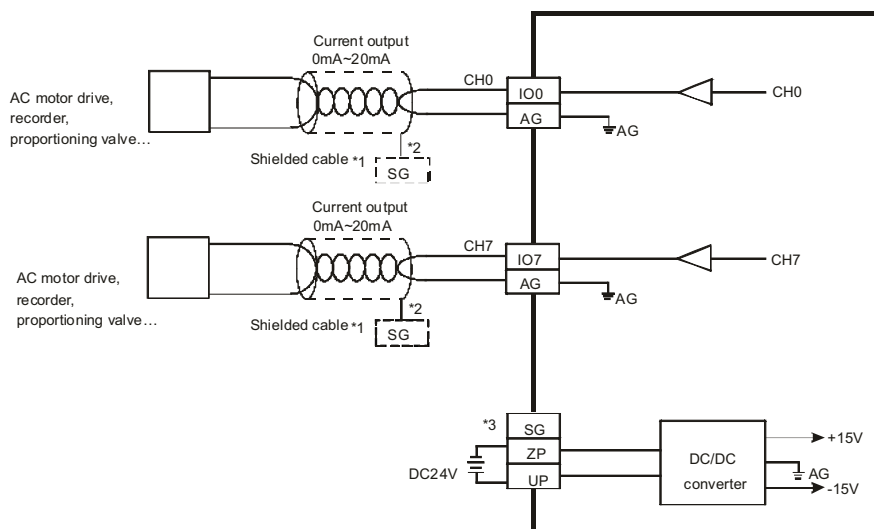 Current output
0mA~20mA
CH0
IO0
CH0
AC motor drive,
recorder,
proportioning valve…
AG
AG
Shielded cable *1
*2
SG
Current output
0mA~20mA
CH7
IO7
CH7
AC motor drive,
recorder,
proportioning valve…
AG
AG
Shielded cable *1
*2
SG
*3
SG
ZP
UP
DC24V
DC/DC
converter
+15V
AG
-15V